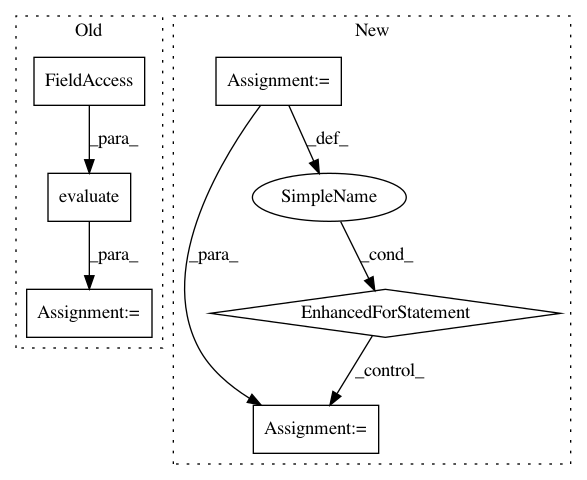 Old
New
FieldAccess
Assignment:=
_para_
_def_
evaluate
SimpleName
_para_
_para_
_cond_
Assignment:=
EnhancedForStatement
_control_
Assignment:=